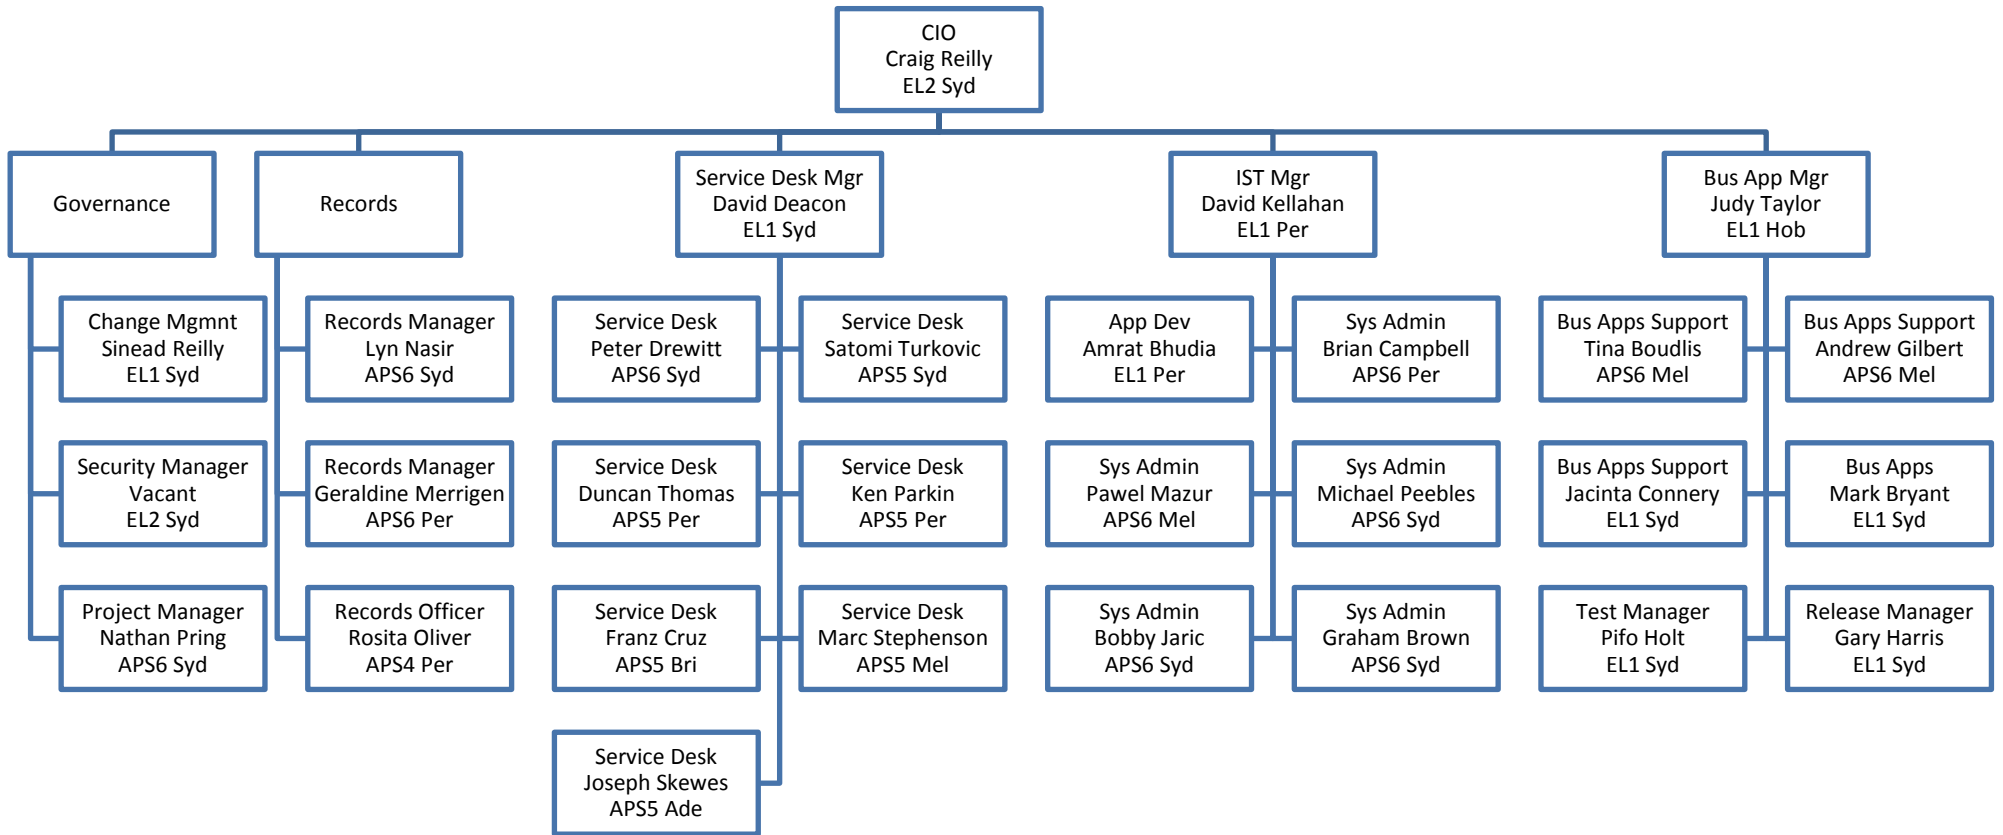 CIO
Craig Reilly
EL2 Syd
Governance
Records
Service Desk Mgr
David Deacon
EL1 Syd
IST Mgr
David Kellahan
EL1 Per
Bus App Mgr
Judy Taylor
EL1 Hob
Change Mgmnt
Sinead Reilly
EL1 Syd
Records Manager
Lyn Nasir
APS6 Syd
Service Desk
Peter Drewitt
APS6 Syd
Service Desk
Satomi Turkovic
APS5 Syd
App Dev
Amrat Bhudia
EL1 Per
Sys Admin
Brian Campbell
APS6 Per
Bus Apps Support
Tina Boudlis
APS6 Mel
Bus Apps Support
Andrew Gilbert
APS6 Mel
Security Manager
Vacant
EL2 Syd
Records Manager
Geraldine Merrigen
APS6 Per
Service Desk
Duncan Thomas
APS5 Per
Service Desk
Ken Parkin
APS5 Per
Sys Admin
Pawel Mazur
APS6 Mel
Sys Admin
Michael Peebles
APS6 Syd
Bus Apps Support
Jacinta Connery
EL1 Syd
Bus Apps
Mark Bryant
EL1 Syd
Project Manager
Nathan Pring
APS6 Syd
Records Officer
Rosita Oliver
APS4 Per
Service Desk
Franz Cruz
APS5 Bri
Service Desk
Marc Stephenson
APS5 Mel
Sys Admin
Bobby Jaric
APS6 Syd
Sys Admin
Graham Brown
APS6 Syd
Test Manager
Pifo Holt
EL1 Syd
Release Manager
Gary Harris
EL1 Syd
Service Desk
Joseph Skewes
APS5 Ade